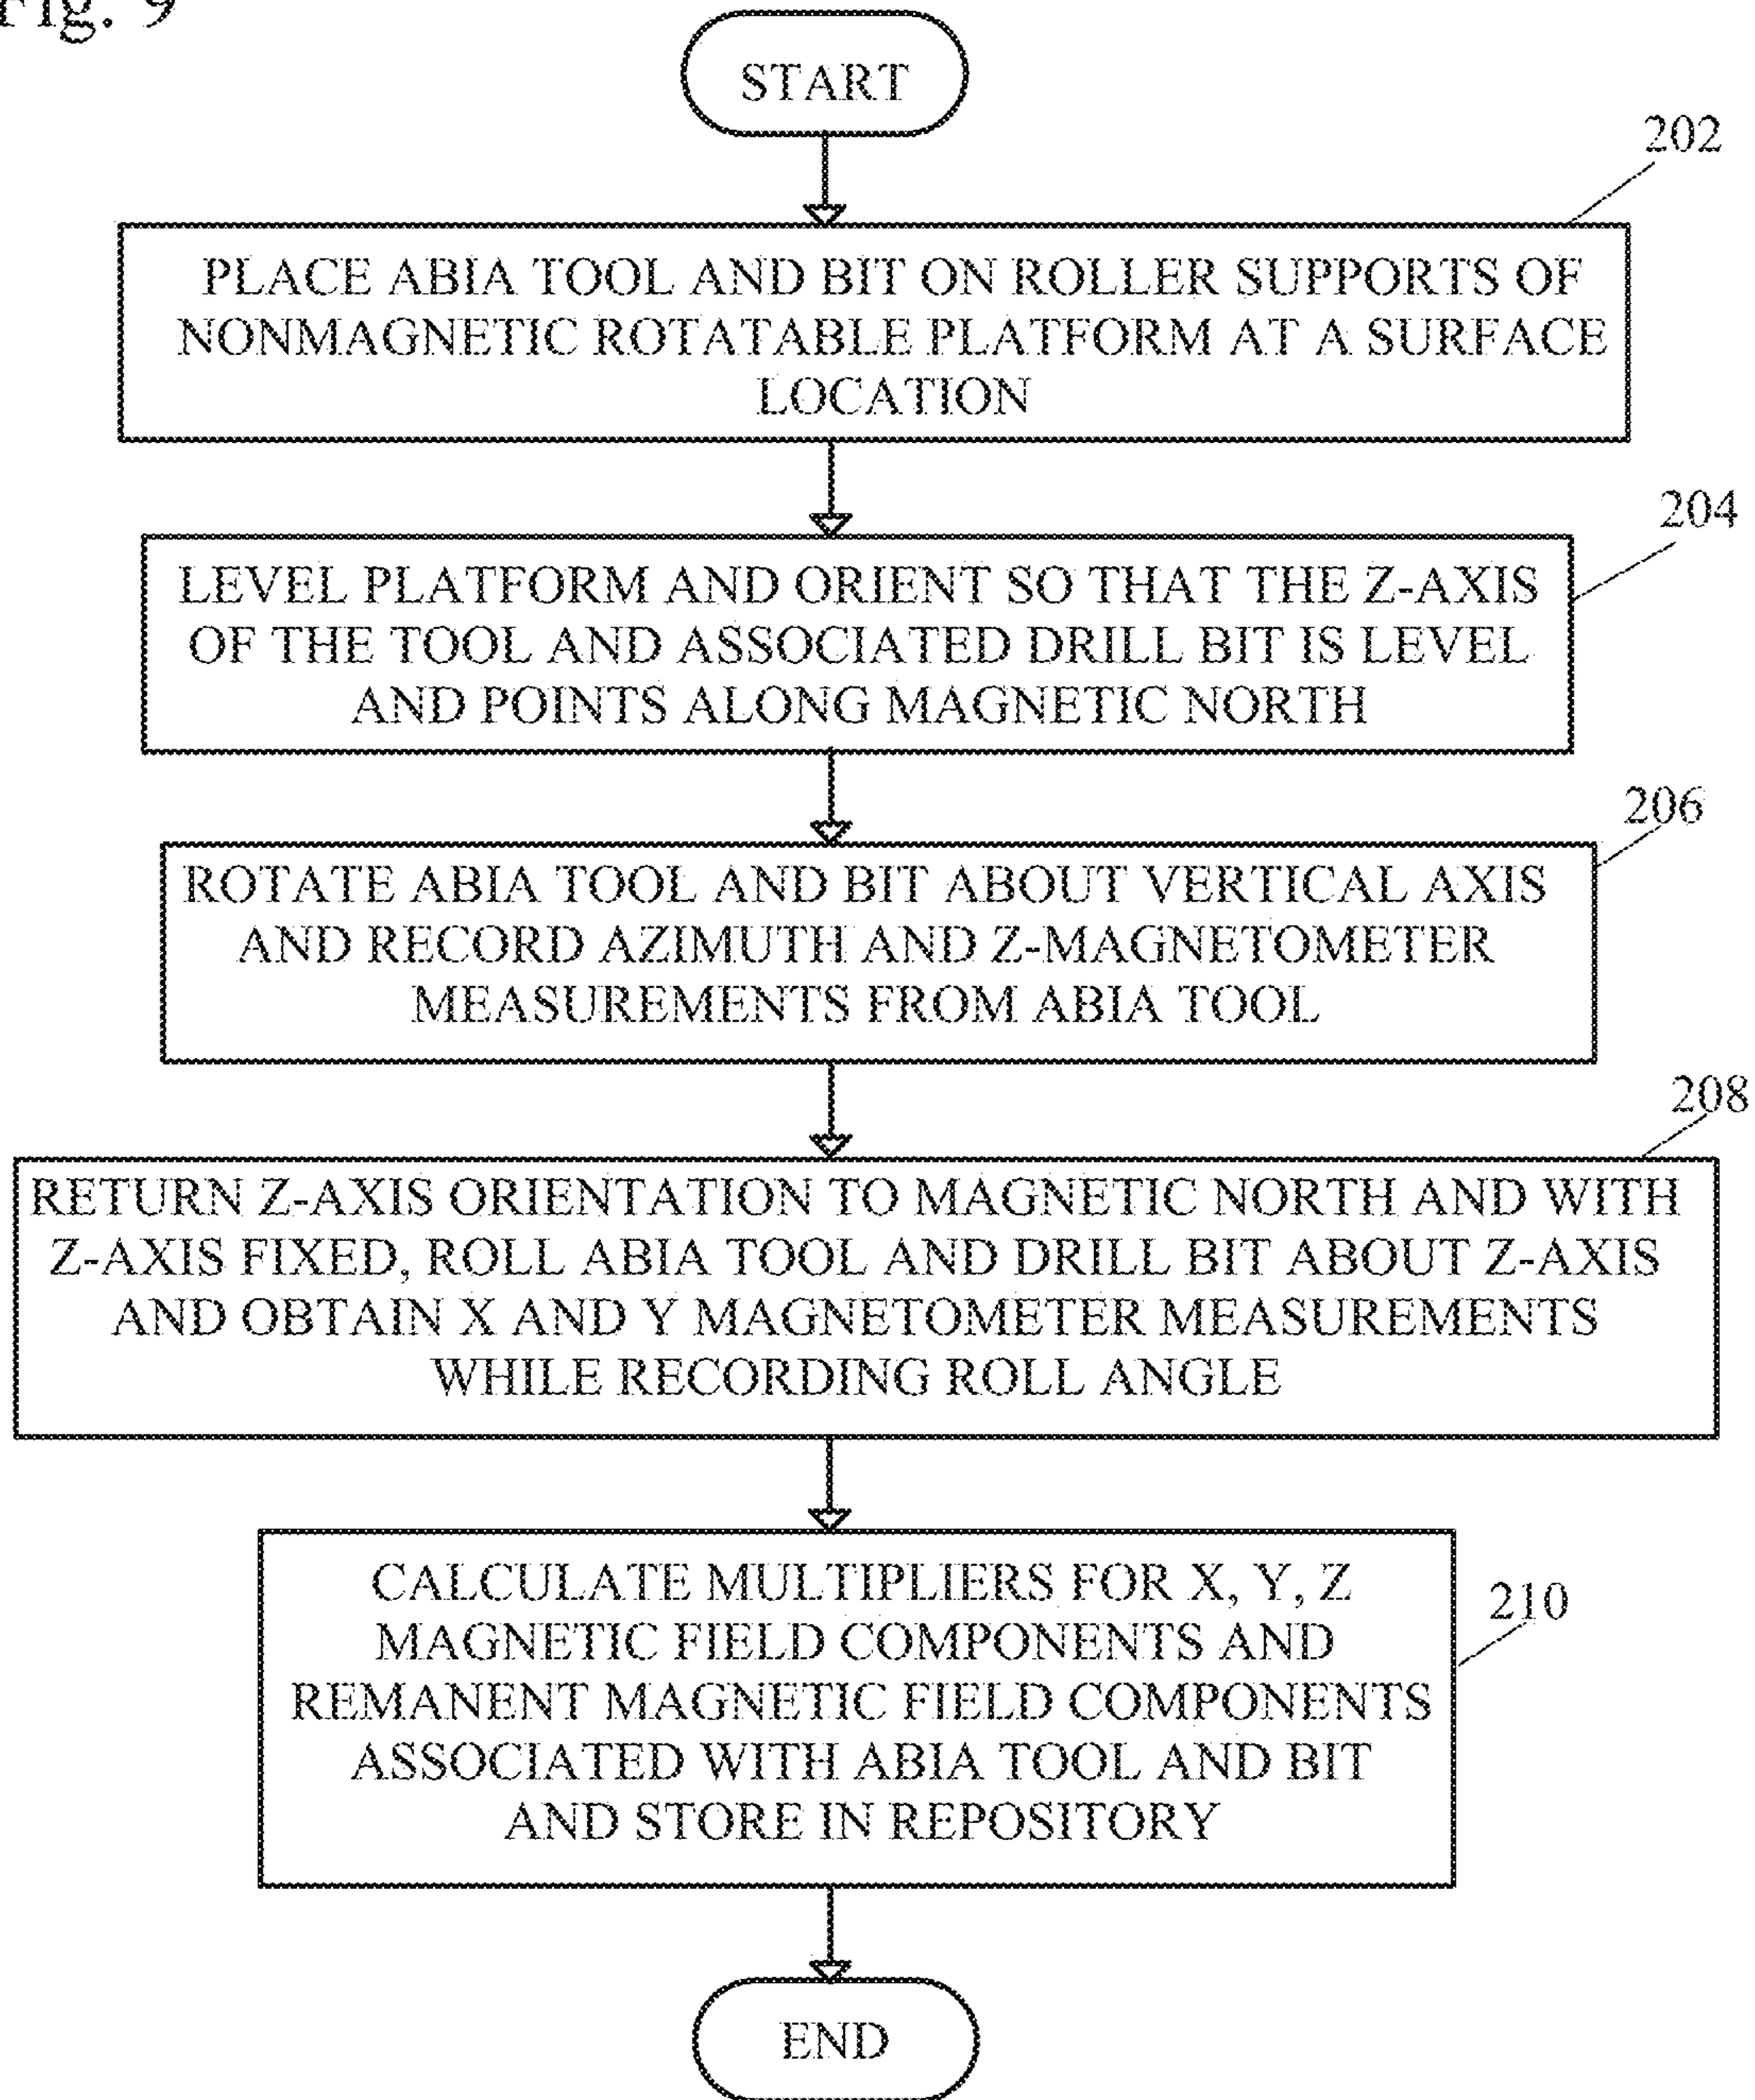 Fig. 9
START
202
PLACE ABIA TOOL AND BIT ON ROLLER SUPPORTS OF
NONMAGNETIC ROTATABLE PLATFORM AT A SURFACE
LOCATION
204
LEVEL PLATFORM AND ORIENT SO THAT THE Z-AXIS
OF THE TOOL AND ASSOCIATED DRILL BIT IS LEVEL
AND POINTS ALONG MAGNETIC NORTH
206
ROTATE ABIA TOOL AND BIT ABOUT VERTICAL AXIS
AND RECORD AZIMUTH AND Z-MAGNETOMETER
MEASUREMENTS FROM ABIA TOOL
208
RETURN Z-AXIS ORIENTATION TO MAGNETIC NORTH AND WITH
Z-AXIS FIXED, ROLL ABIA TOOL AND DRILL BIT ABOUT Z-AXIS
AND OBTAIN X AND Y MAGNETOMETER MEASUREMENTS
WHILE RECORDING ROLL ANGLE
210
CALCULATE MULTIPLIERS FOR X, Y, Z
MAGNETIC FIELD COMPONENTS AND
REMANENT MAGNETIC FIELD COMPONENTS
ASSOCIATED WITH ABIA TOOL AND BIT
AND STORE IN REPOSITORY
END